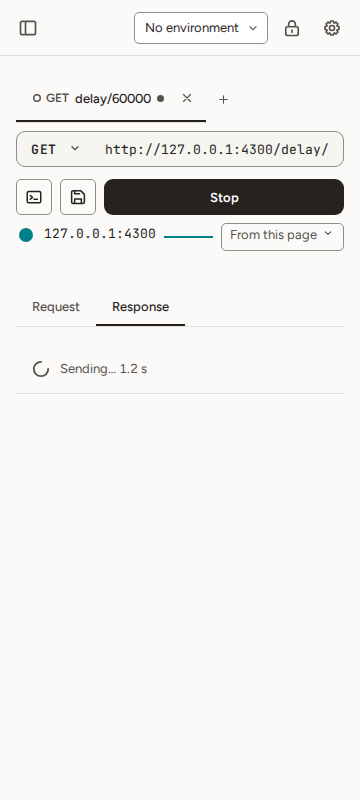 No environment
GET delay/60000
GET http://127.0.0.1:4300/delay/
Stop
127.0.0.1:4300 From this page
Request Response
Sending... 1.2 s